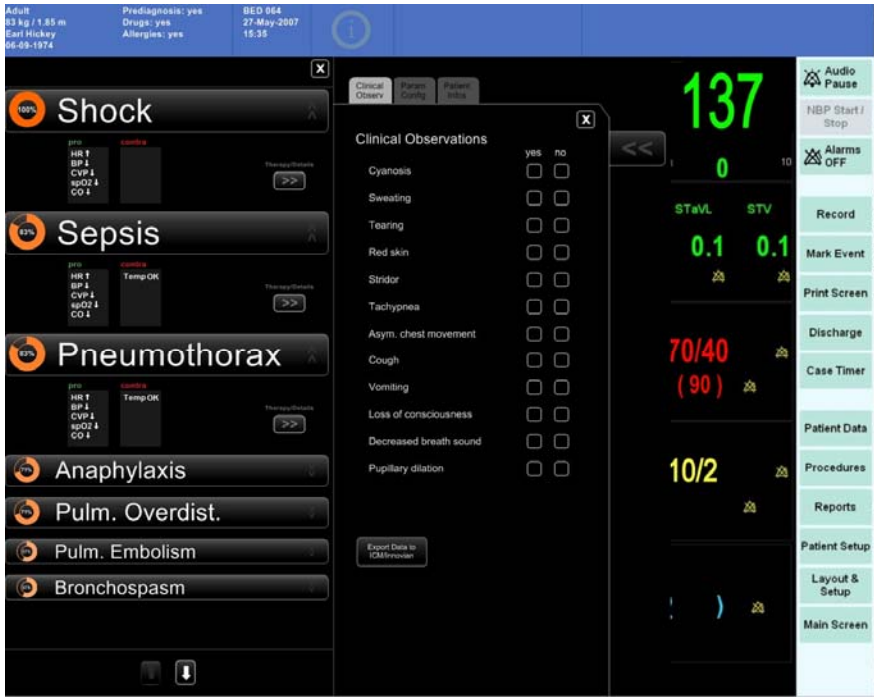 Adult
83 kg / 1.85 m
Earl Hickey
06-09-1974
Prediagnosis: yes
Drugs: yes
Allergies: yes
BED 064
27-May-2007
15:35
1
X
100%
Shock
pro
HR↑
BP↓
CVP↓
spO2↓
CO↓
contra
Therapy/Details
>>
83%
Sepsis
pro
HR↑
BP↓
CVP↓
spO2↓
CO↓
contra
Temp OK
Therapy/Details
>>
83%
Pneumothorax
pro
HR↑
BP↓
CVP↓
spO2↓
CO↓
contra
Temp OK
Therapy/Details
>>
Anaphylaxis
Pulm. Overdist.
Pulm. Embolism
Bronchospasm
Clinical
Observ
Param
Config
Patient
Infos
X
Clinical Observations
yes no
Cyanosis
Sweating
Tearing
Red skin
Stridor
Tachypnea
Asym. chest movement
Cough
Vomiting
Loss of consciousness
Decreased breath sound
Pupillary dilation
Export Data to
ICM/Innovian
<<
137
0
10
STaVL STV
0.1 0.1
70/40
( 90 )
10/2
)
Audio
Pause
NBP Start /
Stop
Alarms
OFF
Record
Mark Event
Print Screen
Discharge
Case Timer
Patient Data
Procedures
Reports
Patient Setup
Layout &
Setup
Main Screen